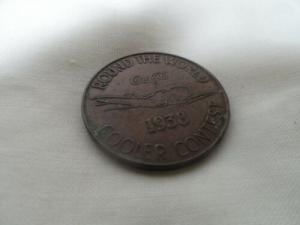 ROUND THE WORLD
1938
COOLER CONTEST